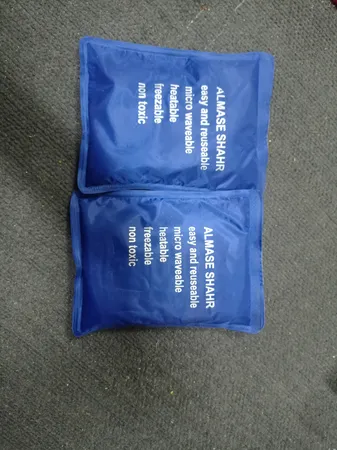 ALMASE SHAHR
easy and reuseable
micro waveable
heatable
freezable
non toxic
ALMASE SHAHR
easy and reuseable
micro waveable
heatable
freezable
non toxic